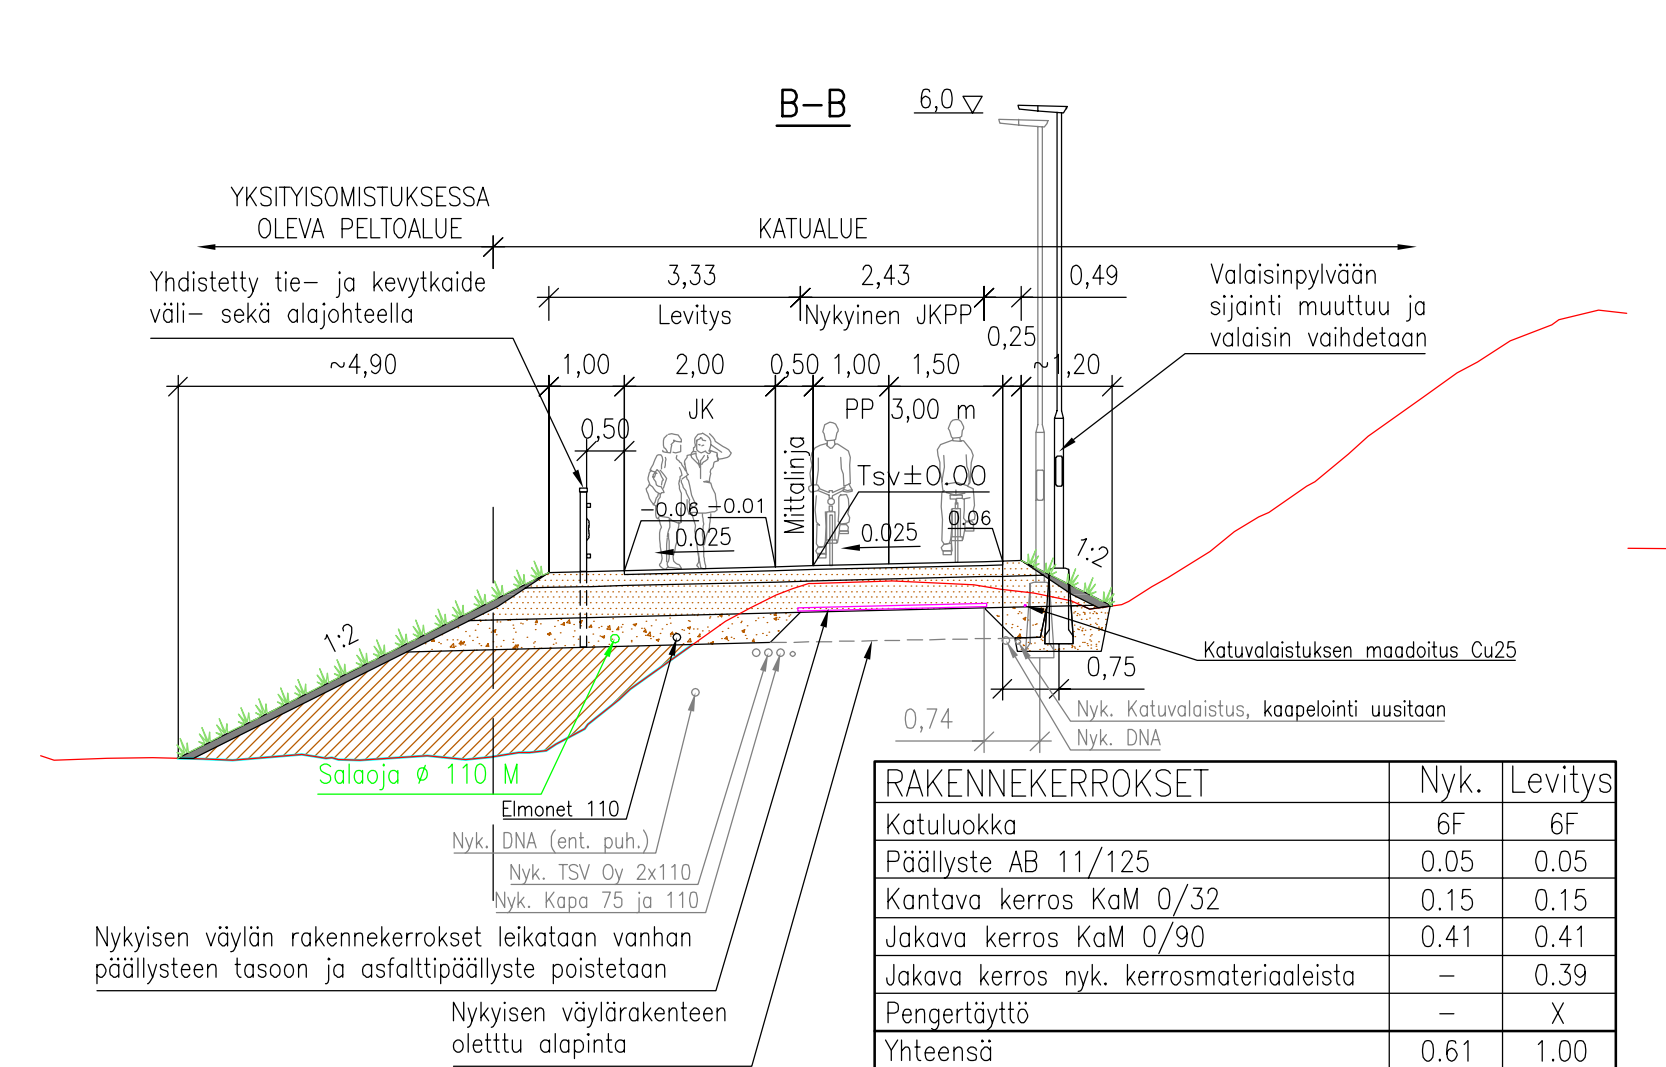 B-B
6,0
YKSITYISOMISTUKSESSA
OLEVA PELTOALUE
KATUALUE
Yhdistetty tie- ja kevytkaide
väli- sekä alajohteella
3,33
2,43
0,49
Levitys
Nykyinen JKPP
0,25
Valaisinpylvään
sijainti muuttuu ja
valaisin vaihdetaan
~4,90
1,00
2,00
0,50
1,00
1,50
~1,20
JK
PP
3,00 m
0,50
Mittalinja
Tsv±0.00
-0.06
-0.01
0.06
0.025
0.025
1:2
1:2
Katuvalaistuksen maadoitus Cu25
0,75
0,74
Nyk. Katuvalaistus, kaapelointi uusitaan
Nyk. DNA
Salaoja ø 110 M
Elmonet 110
Nyk. DNA (ent. puh.)
Nyk. TSV Oy 2x110
Nyk. Kapa 75 ja 110
Nykyisen väylän rakennekerrokset leikataan vanhan
päällysteen tasoon ja asfalttipäällyste poistetaan
Nykyisen väylärakenteen
oletttu alapinta
RAKENNEKERROKSET Nyk. Levitys
Katuluokka 6F 6F
Päällyste AB 11/125 0.05 0.05
Kantava kerros KaM 0/32 0.15 0.15
Jakava kerros KaM 0/90 0.41 0.41
Jakava kerros nyk. kerrosmateriaaleista - 0.39
Pengertäyttö - X
Yhteensä 0.61 1.00